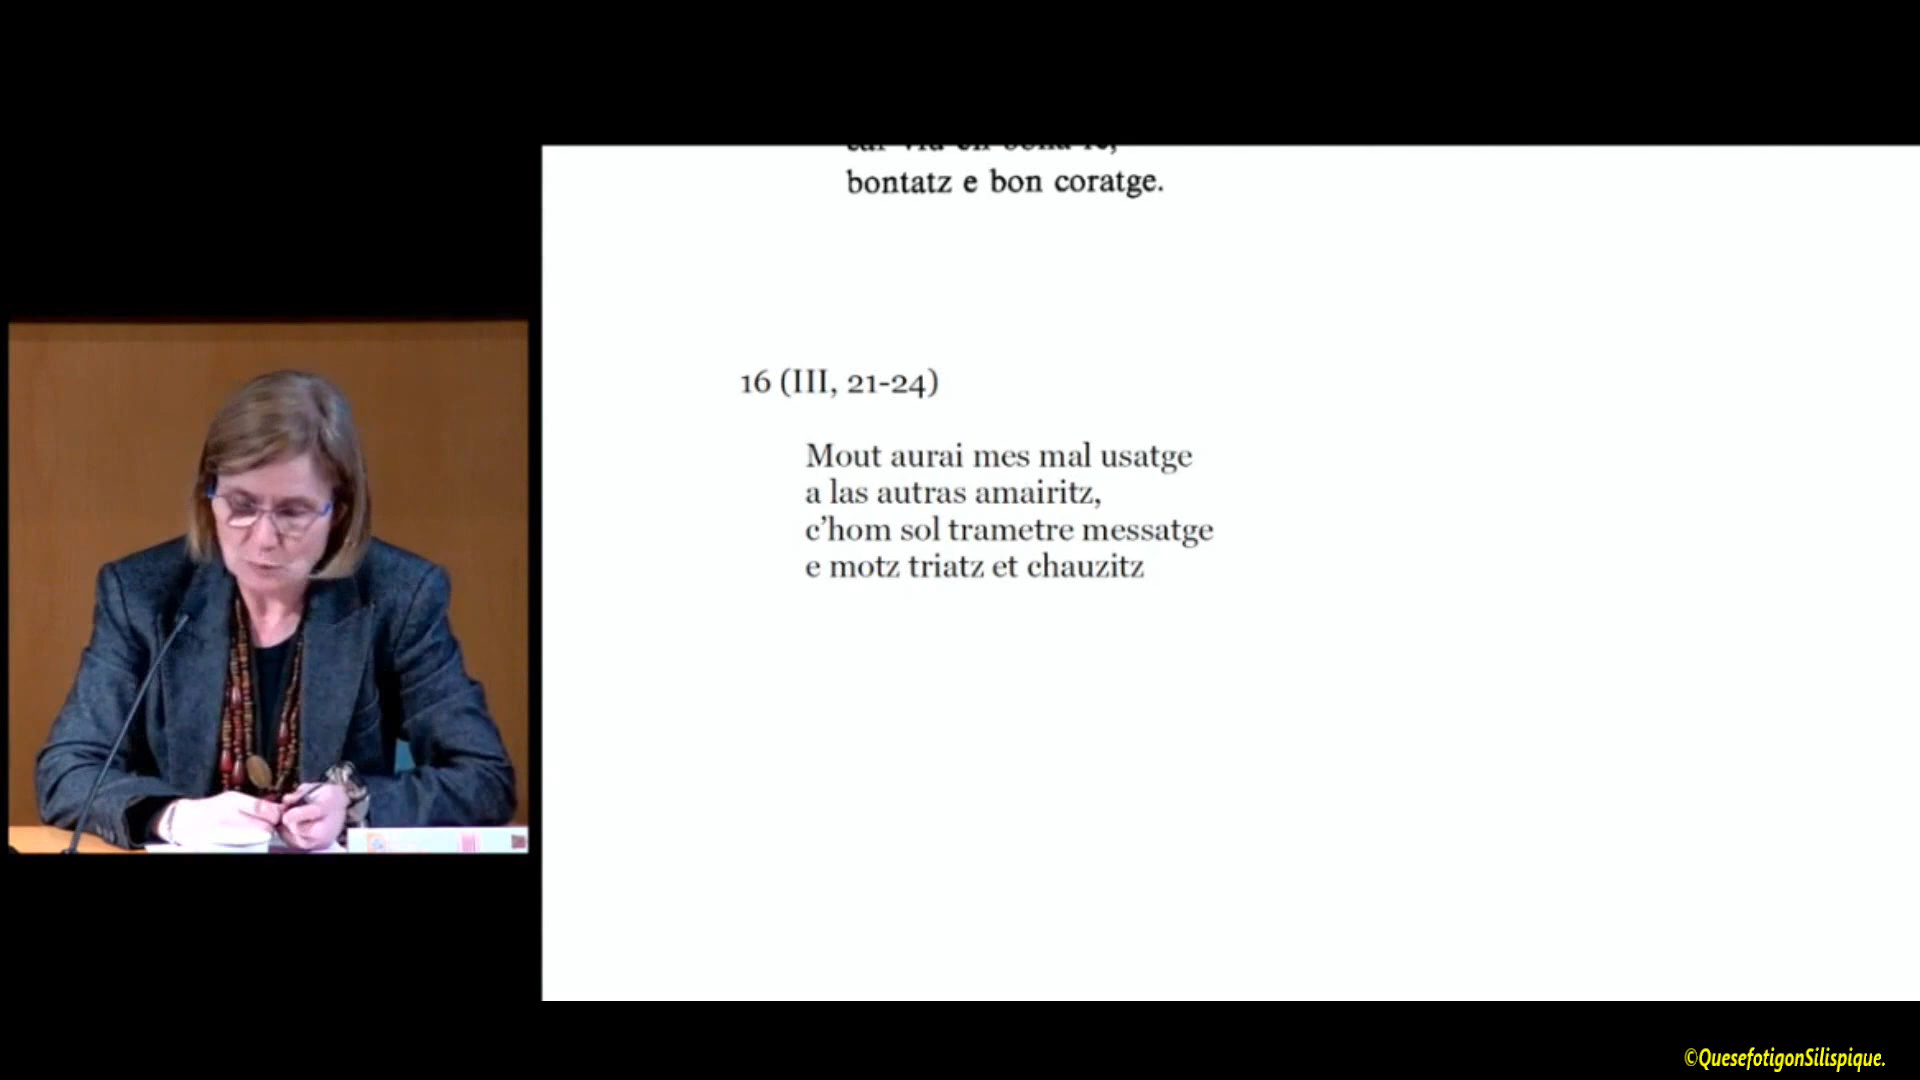 bontatz e bon coratge.
16 (III, 21-24)
Mout aurai mes mal usatge
a las autras amairitz,
c'hom sol trametre messatge
e motz triatz et chauzitz
©QuesefotigonSilispique.